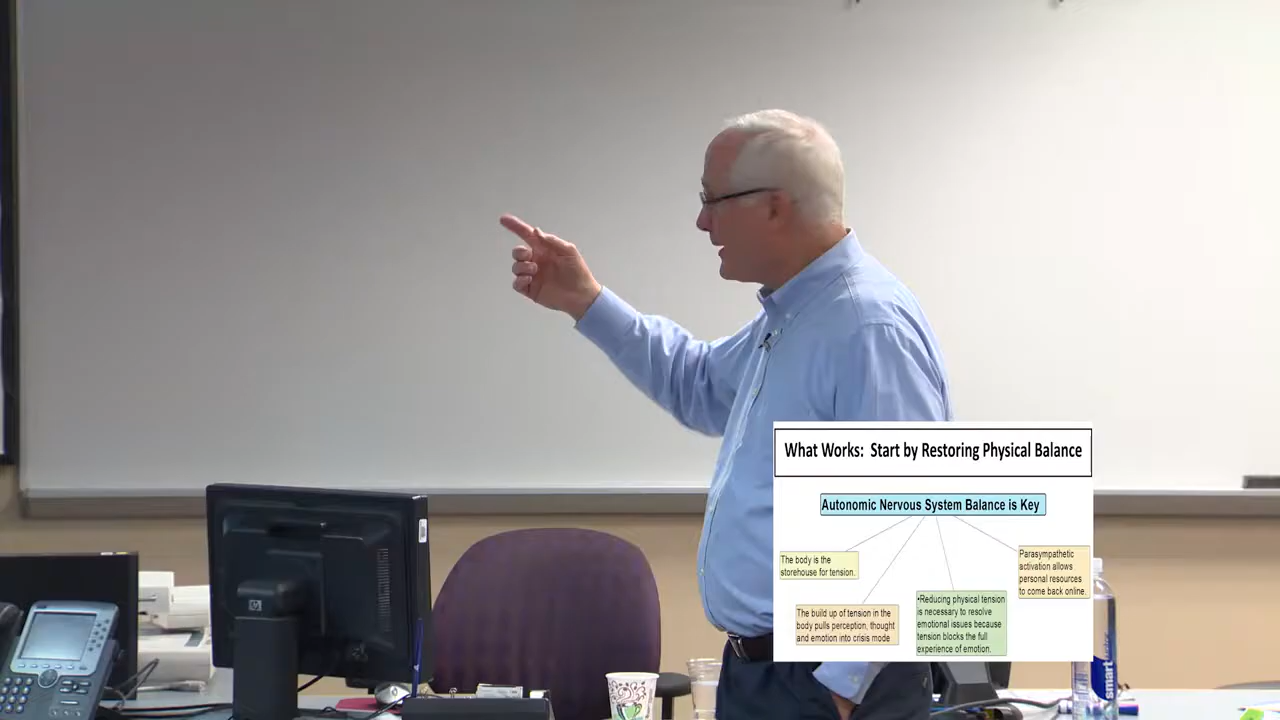 What Works: Start by Restoring Physical Balance
Autonomic Nervous System Balance is Key
The body is the
storehouse for tension.
The build up of tension in the
body pulls perception, thought
and emotion into crisis mode
•Reducing physical tension
is necessary to resolve
emotional issues because
tension blocks the full
experience of emotion.
Parasympathetic
activation allows
personal resources
to come back online.
hp
smart